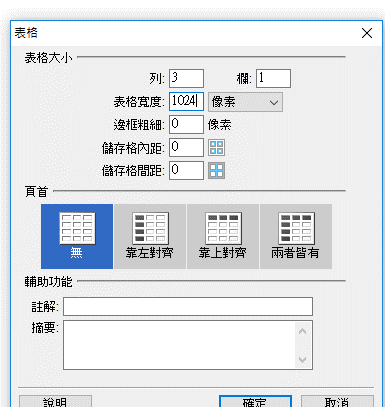 表格
表格大小
列: 3 欄: 1
表格寬度: 1024 像素
邊框粗細: 0 像素
儲存格內距: 0
儲存格間距: 0
頁首
無 靠左對齊 靠上對齊 兩者皆有
輔助功能
註解:
摘要:
說明 確定 取消